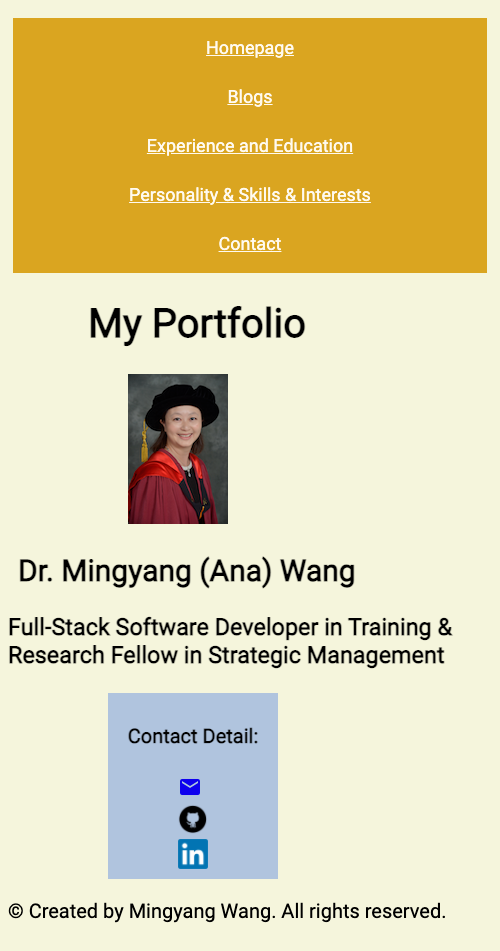 Homepage
Blogs
Experience and Education
Personality & Skills & Interests
Contact
My Portfolio
Dr. Mingyang (Ana) Wang
Full-Stack Software Developer in Training &
Research Fellow in Strategic Management
Contact Detail:
in
© Created by Mingyang Wang. All rights reserved.